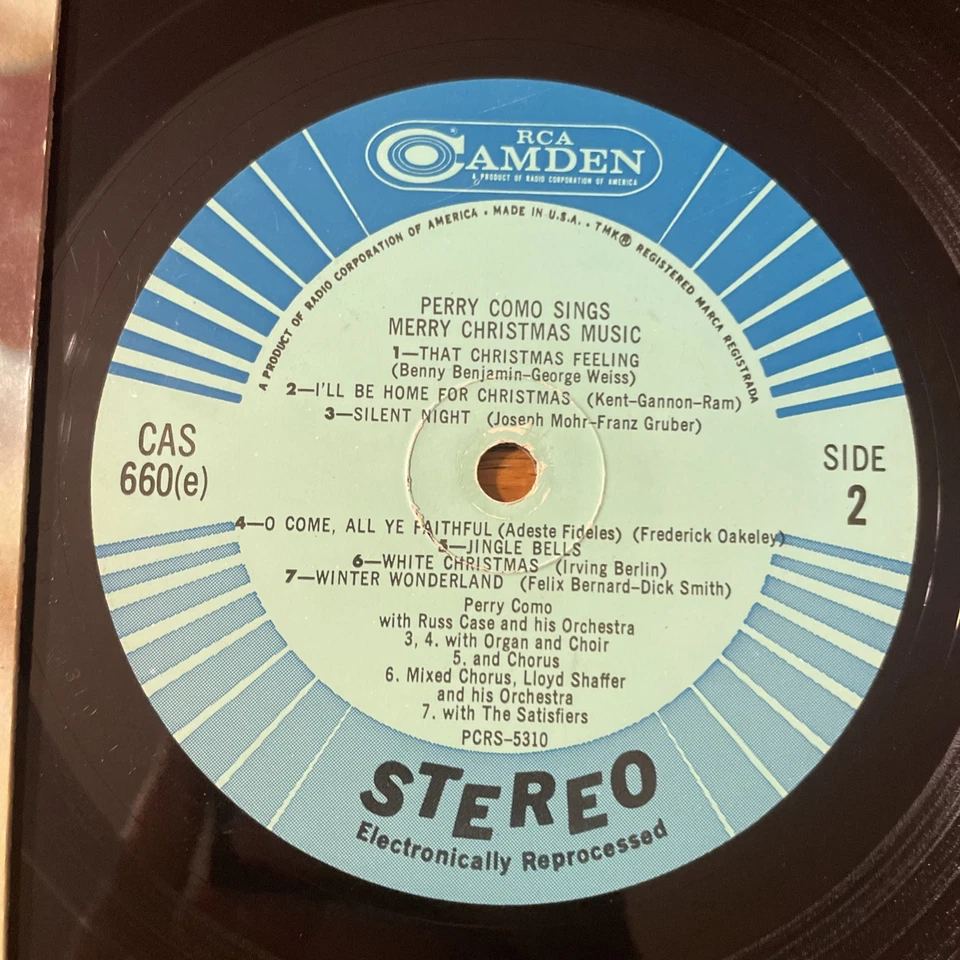 RCA
CAMDEN
A PRODUCT OF RADIO CORPORATION OF AMERICA
A PRODUCT OF RADIO CORPORATION OF AMERICA • MADE IN U.S.A. • TMK ® REGISTERED MARCA REGISTRADA
PERRY COMO SINGS
MERRY CHRISTMAS MUSIC
1—THAT CHRISTMAS FEELING
(Benny Benjamin–George Weiss)
2—I'LL BE HOME FOR CHRISTMAS (Kent–Gannon–Ram)
3—SILENT NIGHT (Joseph Mohr–Franz Gruber)
CAS
660(e)
SIDE
2
4—O COME, ALL YE FAITHFUL (Adeste Fideles) (Frederick Oakeley)
5—JINGLE BELLS
6—WHITE CHRISTMAS (Irving Berlin)
7—WINTER WONDERLAND (Felix Bernard–Dick Smith)
Perry Como
with Russ Case and his Orchestra
3, 4. with Organ and Choir
5. and Chorus
6. Mixed Chorus, Lloyd Shaffer
and his Orchestra
7. with The Satisfiers
PCRS–5310
STEREO
Electronically Reprocessed